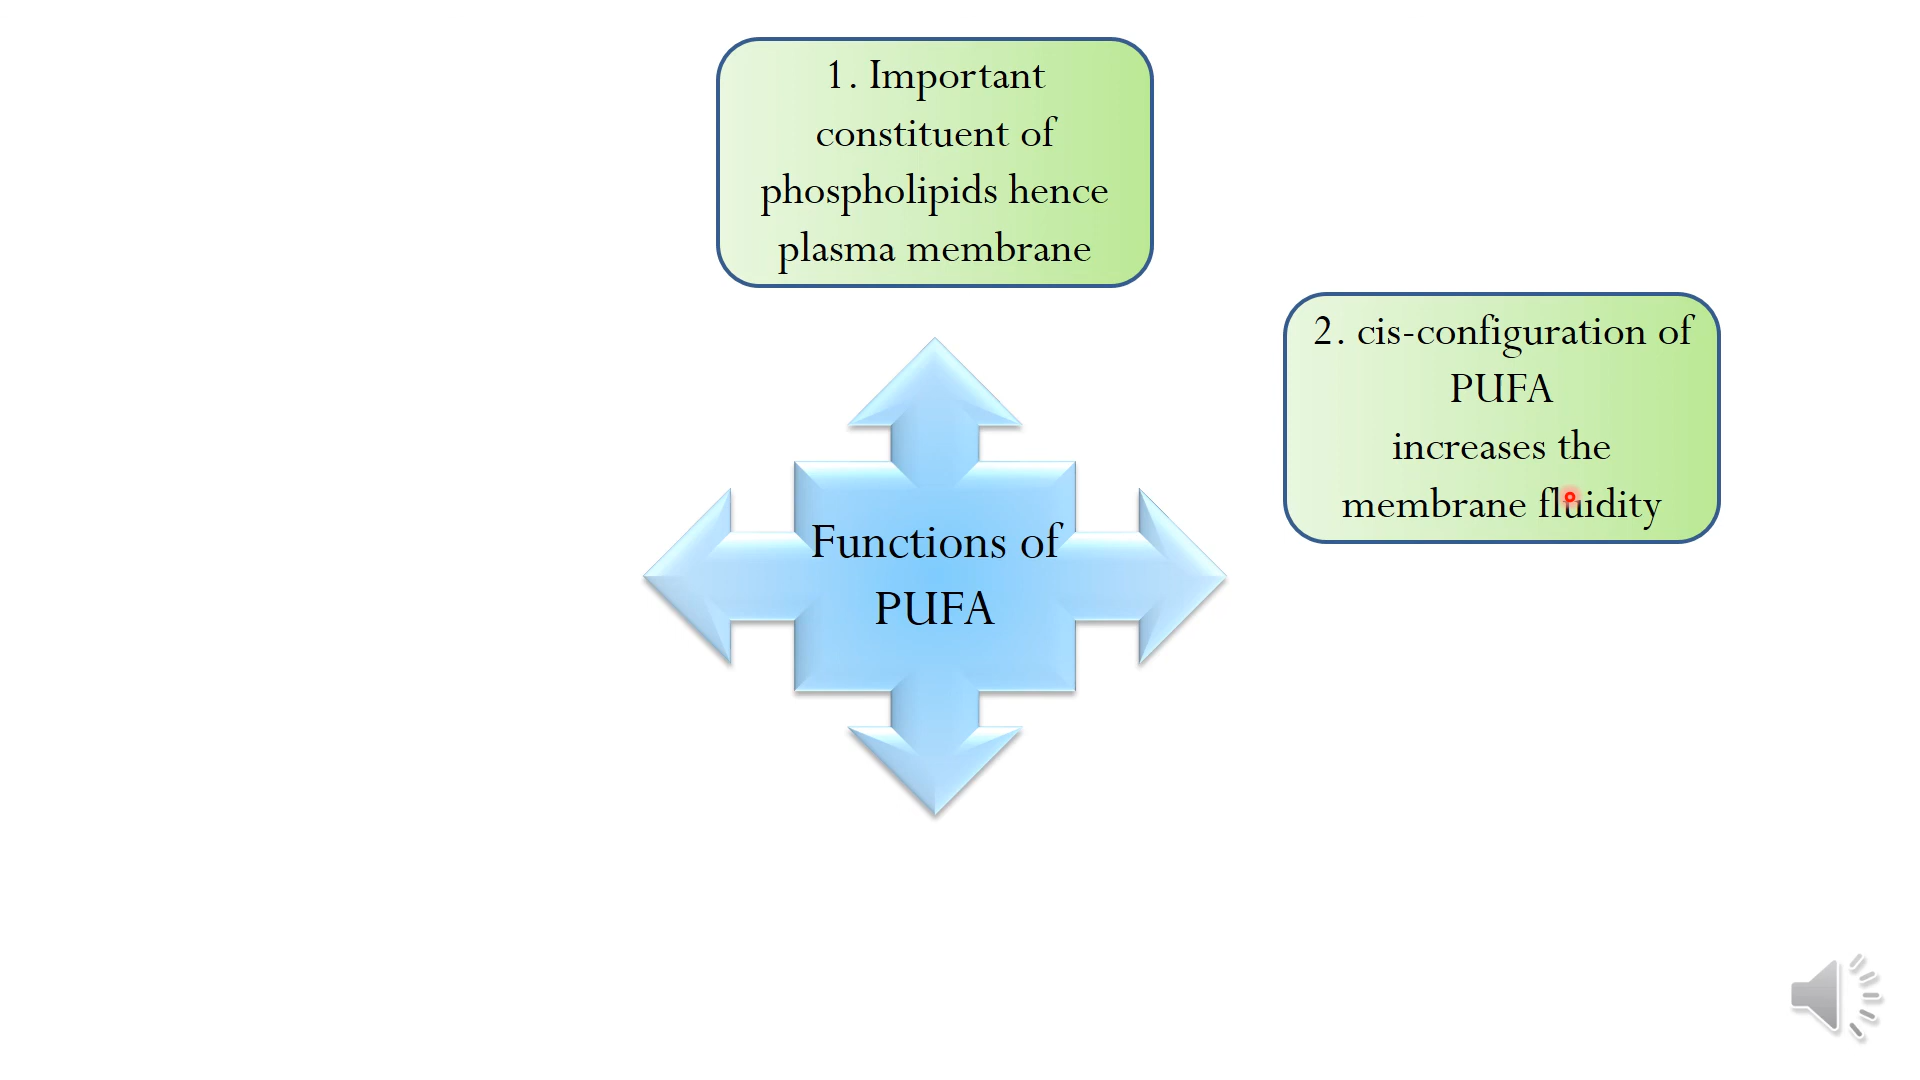 1. Important
constituent of
phospholipids hence
plasma membrane
2. cis-configuration of
PUFA
increases the
membrane fluidity
Functions of
PUFA